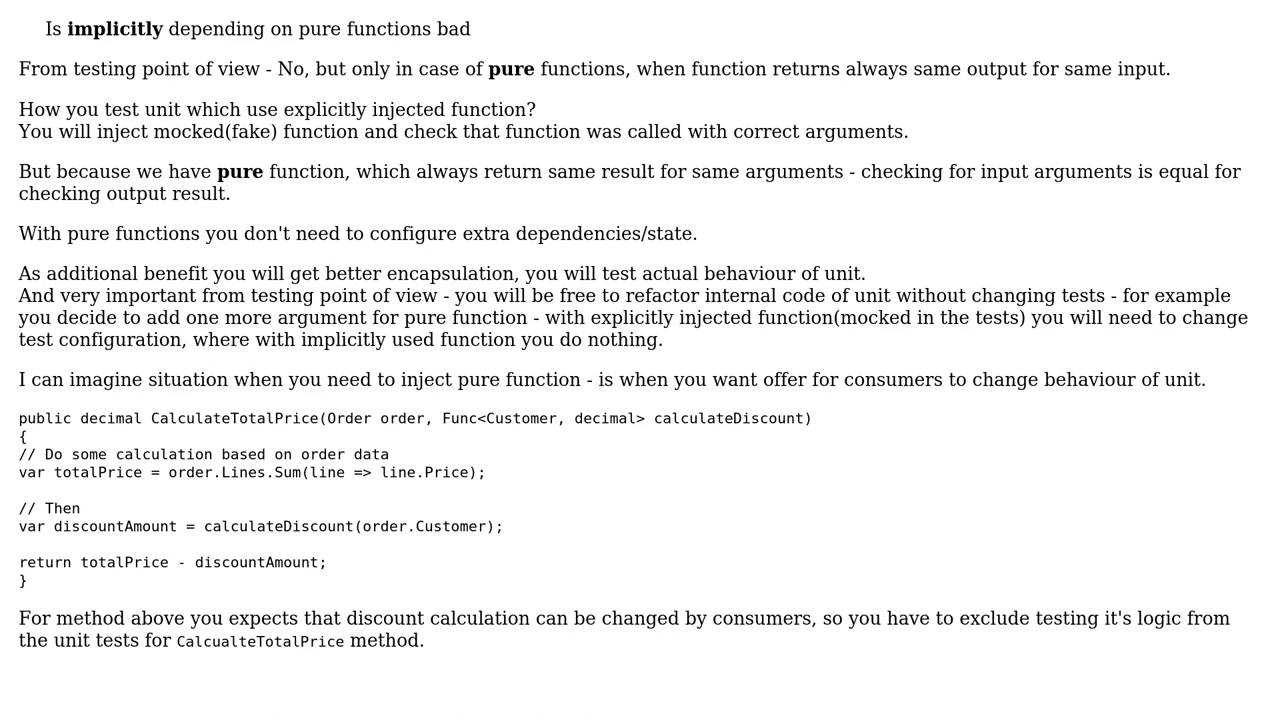 Is implicitly depending on pure functions bad
From testing point of view - No, but only in case of pure functions, when function returns always same output for same input.
How you test unit which use explicitly injected function?
You will inject mocked(fake) function and check that function was called with correct arguments.
But because we have pure function, which always return same result for same arguments - checking for input arguments is equal for
checking output result.
With pure functions you don't need to configure extra dependencies/state.
As additional benefit you will get better encapsulation, you will test actual behaviour of unit.
And very important from testing point of view - you will be free to refactor internal code of unit without changing tests - for example
you decide to add one more argument for pure function - with explicitly injected function(mocked in the tests) you will need to change
test configuration, where with implicitly used function you do nothing.
I can imagine situation when you need to inject pure function - is when you want offer for consumers to change behaviour of unit.
public decimal CalculateTotalPrice(Order order, Func<Customer, decimal> calculateDiscount)
{
// Do some calculation based on order data
var totalPrice = order.Lines.Sum(line => line.Price);
// Then
var discountAmount = calculateDiscount(order.Customer);
return totalPrice - discountAmount;
}
For method above you expects that discount calculation can be changed by consumers, so you have to exclude testing it's logic from
the unit tests for CalcualteTotalPrice method.